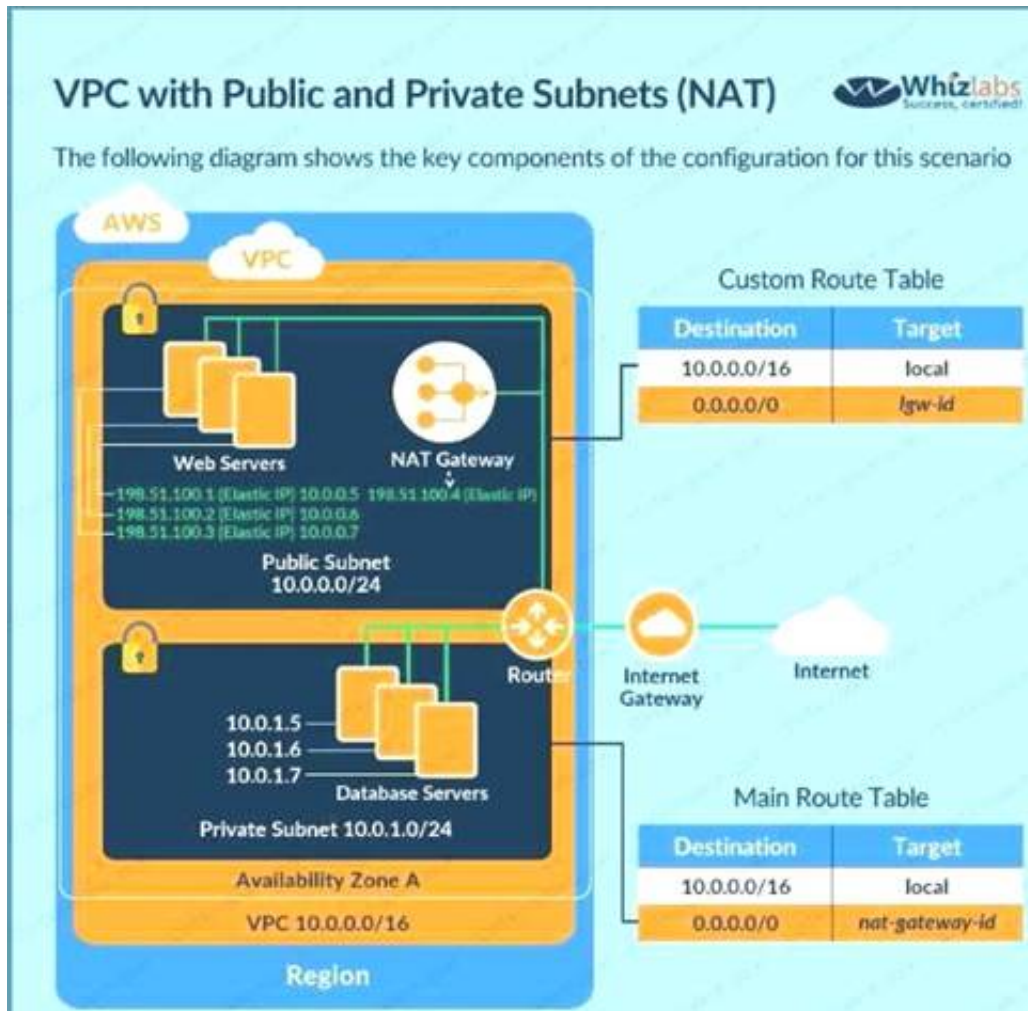 VPC with Public and Private Subnets (NAT)
Whizlabs
Success, certified!
The following diagram shows the key components of the configuration for this scenario
AWS
VPC
Web Servers
NAT Gateway
198.51.100.1 (Elastic IP) 10.0.0.5
198.51.100.4 (Elastic IP)
198.51.100.2 (Elastic IP) 10.0.0.6
198.51.100.3 (Elastic IP) 10.0.0.7
Public Subnet
10.0.0.0/24
Custom Route Table
Destination Target
10.0.0.0/16 local
0.0.0.0/0 lgw-id
Router
Internet
Gateway
Internet
10.0.1.5
10.0.1.6
10.0.1.7
Database Servers
Private Subnet 10.0.1.0/24
Availability Zone A
VPC 10.0.0.0/16
Region
Main Route Table
Destination Target
10.0.0.0/16 local
0.0.0.0/0 nat-gateway-id